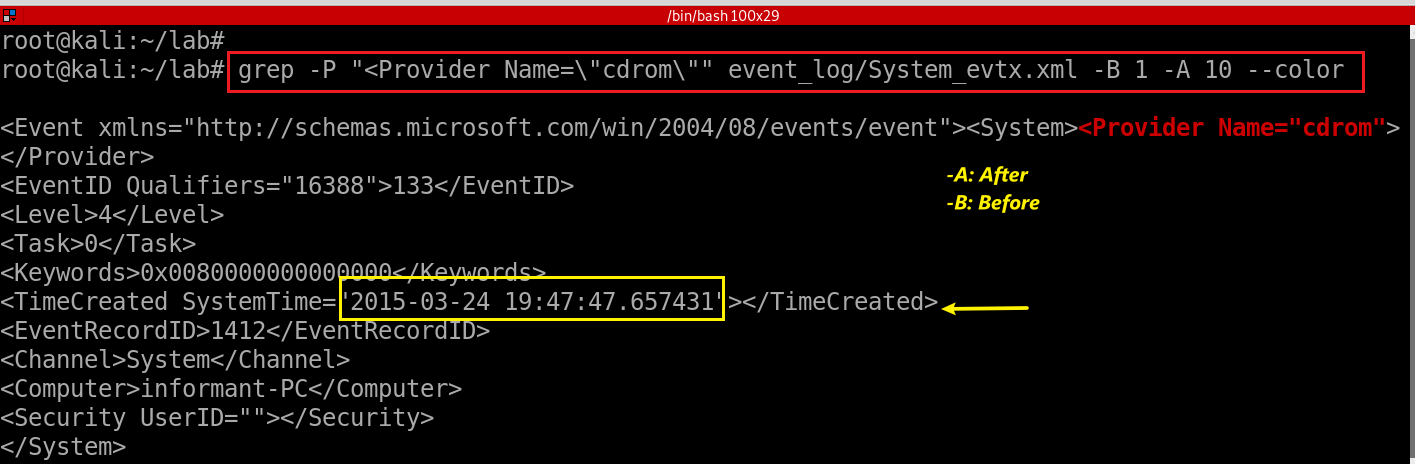 /bin/bash 100x29
root@kali:~/lab#
root@kali:~/lab# grep -P "<Provider Name=\"cdrom\"" event_log/System_evtx.xml -B 1 -A 10 --color
<Event xmlns="http://schemas.microsoft.com/win/2004/08/events/event"><System><Provider Name="cdrom">
</Provider>
<EventID Qualifiers="16388">133</EventID>
-A: After
<Level>4</Level>
-B: Before
<Task>0</Task>
<Keywords>0x0080000000000000</Keywords>
<TimeCreated SystemTime="2015-03-24 19:47:47.657431"></TimeCreated>
<EventRecordID>1412</EventRecordID>
<Channel>System</Channel>
<Computer>informant-PC</Computer>
<Security UserID=""></Security>
</System>